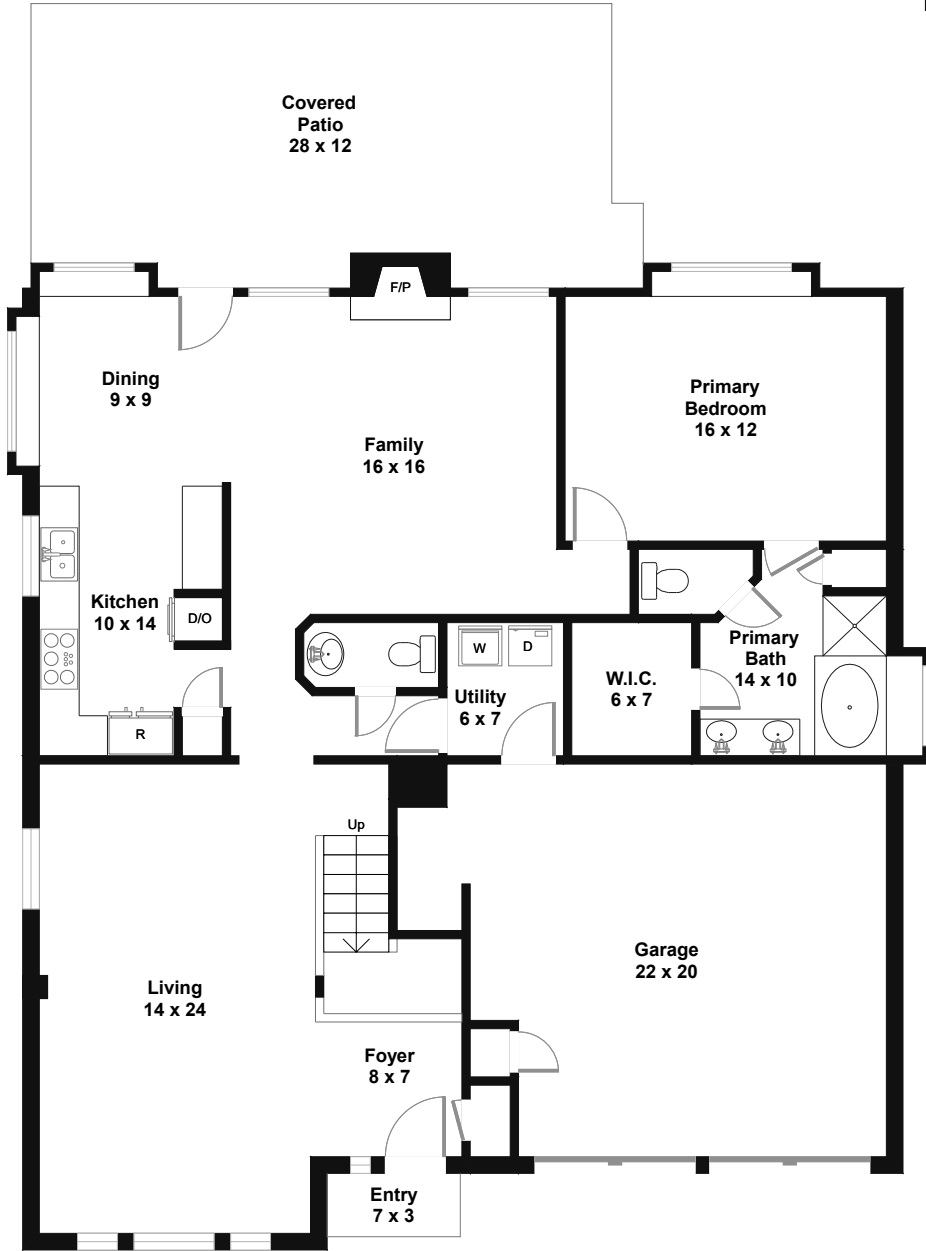 Covered
Patio
28 x 12
F/P
Dining
9 x 9
Primary
Bedroom
16 x 12
Family
16 x 16
Kitchen
10 x 14
D/O
W
D
Utility
6 x 7
W.I.C.
6 x 7
Primary
Bath
14 x 10
R
Up
Garage
22 x 20
Living
14 x 24
Foyer
8 x 7
Entry
7 x 3